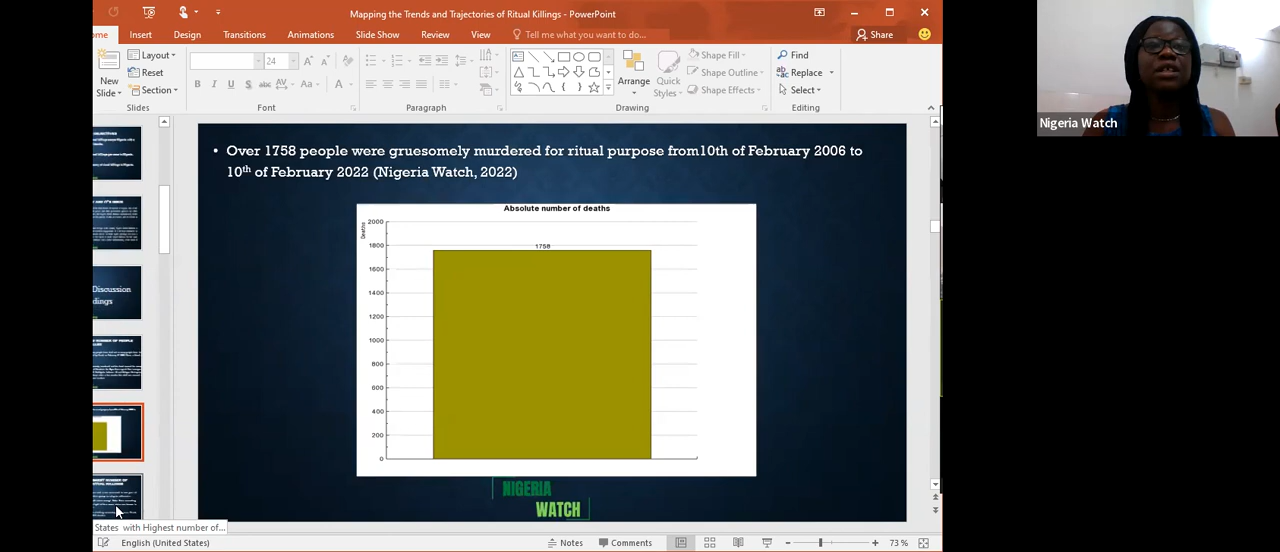 Mapping the Trends and Trajectories of Ritual Killings - PowerPoint
ome Insert Design Transitions Animations Slide Show Review View Tell me what you want to do... Share
New Slide
Layout
Reset
Section
Slides
24
Font
Paragraph
Arrange
Quick Styles
Shape Fill
Shape Outline
Shape Effects
Drawing
Find
Replace
Select
Editing
Nigeria Watch
Discussion
dings
• Over 1758 people were gruesomely murdered for ritual purpose from10th of February 2006 to
10th of February 2022 (Nigeria Watch, 2022)
Absolute number of deaths
Deaths
2000
1800
1758
1600
1400
1200
1000
800
600
400
200
0
NIGERIA
WATCH
States with Highest number of...
English (United States) Notes Comments 73 %